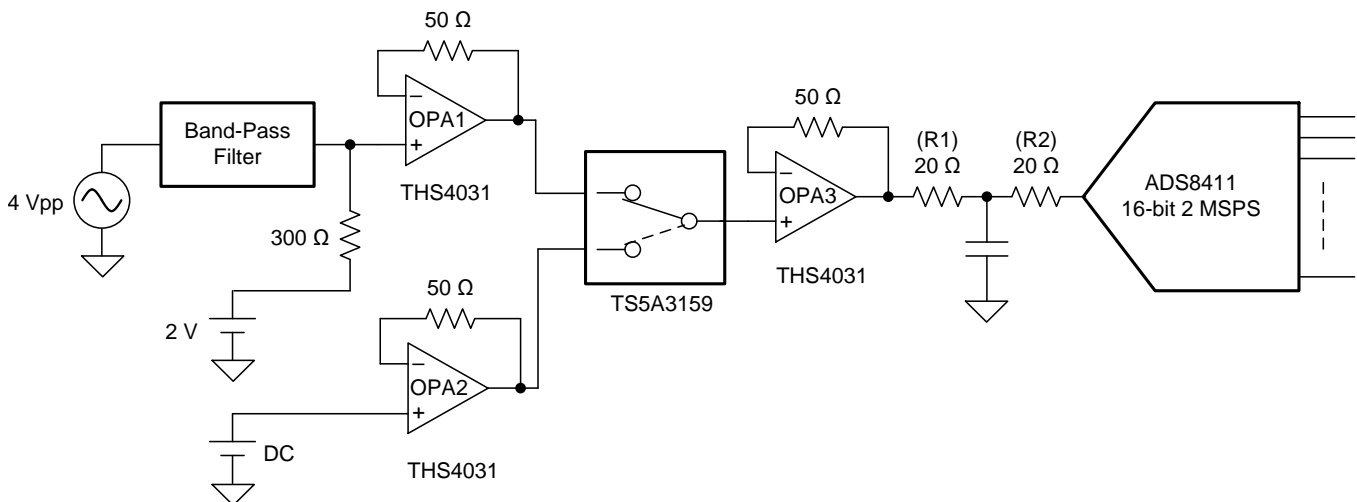 50 Ω
Band-Pass
Filter
−
OPA1
+
THS4031
4 Vpp
300 Ω
2 V
50 Ω
−
OPA2
+
DC
THS4031
TS5A3159
50 Ω
−
OPA3
+
THS4031
(R1)
20 Ω
(R2)
20 Ω
ADS8411
16-bit 2 MSPS